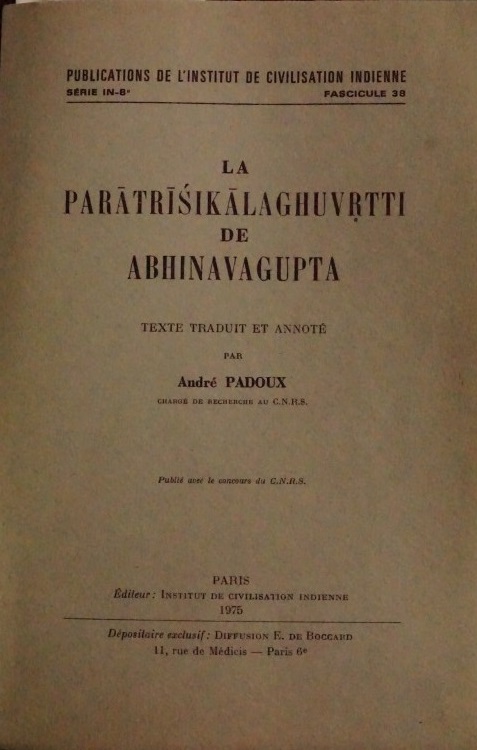 PUBLICATIONS DE L'INSTITUT DE CIVILISATION INDIENNE
SÉRIE IN-8° FASCICULE 38
LA
PARĀTRĪŚIKĀLAGHUVṚTTI
DE
ABHINAVAGUPTA
TEXTE TRADUIT ET ANNOTÉ
PAR
André PADOUX
CHARGÉ DE RECHERCHE AU C.N.R.S.
Publié avec le concours du C.N.R.S.
PARIS
Éditeur : INSTITUT DE CIVILISATION INDIENNE
1975
Dépositaire exclusif : DIFFUSION E. DE BOCCARD
11, rue de Médicis — Paris 6e